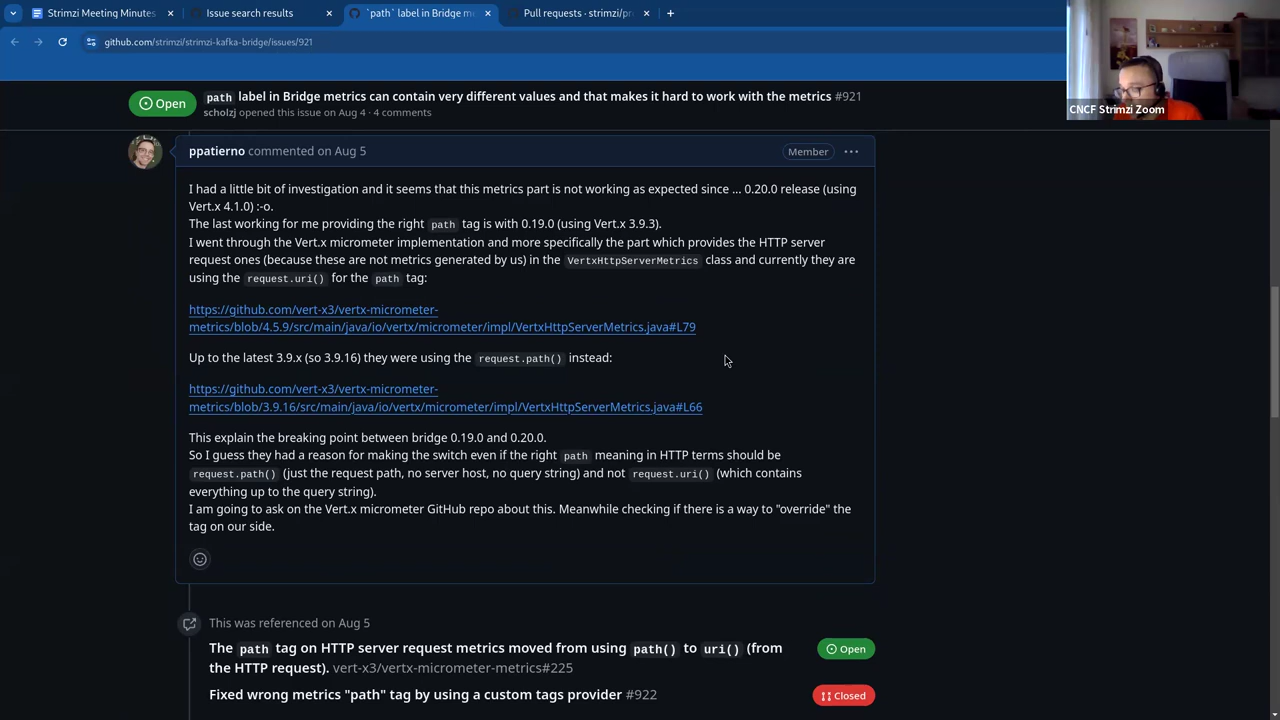 Strimzi Meeting Minutes
Issue search results
`path` label in Bridge m
Pull requests · strimzi/pr
github.com/strimzi/strimzi-kafka-bridge/issues/921
CNCF Strimzi Zoom
Open
path label in Bridge metrics can contain very different values and that makes it hard to work with the metrics #921
scholzj opened this issue on Aug 4 · 4 comments
ppatierno commented on Aug 5
Member
I had a little bit of investigation and it seems that this metrics part is not working as expected since ... 0.20.0 release (using
Vert.x 4.1.0) :-o.
The last working for me providing the right path tag is with 0.19.0 (using Vert.x 3.9.3).
I went through the Vert.x micrometer implementation and more specifically the part which provides the HTTP server
request ones (because these are not metrics generated by us) in the VertxHttpServerMetrics class and currently they are
using the request.uri() for the path tag:
https://github.com/vert-x3/vertx-micrometer-
metrics/blob/4.5.9/src/main/java/io/vertx/micrometer/impl/VertxHttpServerMetrics.java#L79
Up to the latest 3.9.x (so 3.9.16) they were using the request.path() instead:
https://github.com/vert-x3/vertx-micrometer-
metrics/blob/3.9.16/src/main/java/io/vertx/micrometer/impl/VertxHttpServerMetrics.java#L66
This explain the breaking point between bridge 0.19.0 and 0.20.0.
So I guess they had a reason for making the switch even if the right path meaning in HTTP terms should be
request.path() (just the request path, no server host, no query string) and not request.uri() (which contains
everything up to the query string).
I am going to ask on the Vert.x micrometer GitHub repo about this. Meanwhile checking if there is a way to "override" the
tag on our side.
This was referenced on Aug 5
The path tag on HTTP server request metrics moved from using path() to uri() (from
the HTTP request). vert-x3/vertx-micrometer-metrics#225
Open
Fixed wrong metrics "path" tag by using a custom tags provider #922
Closed